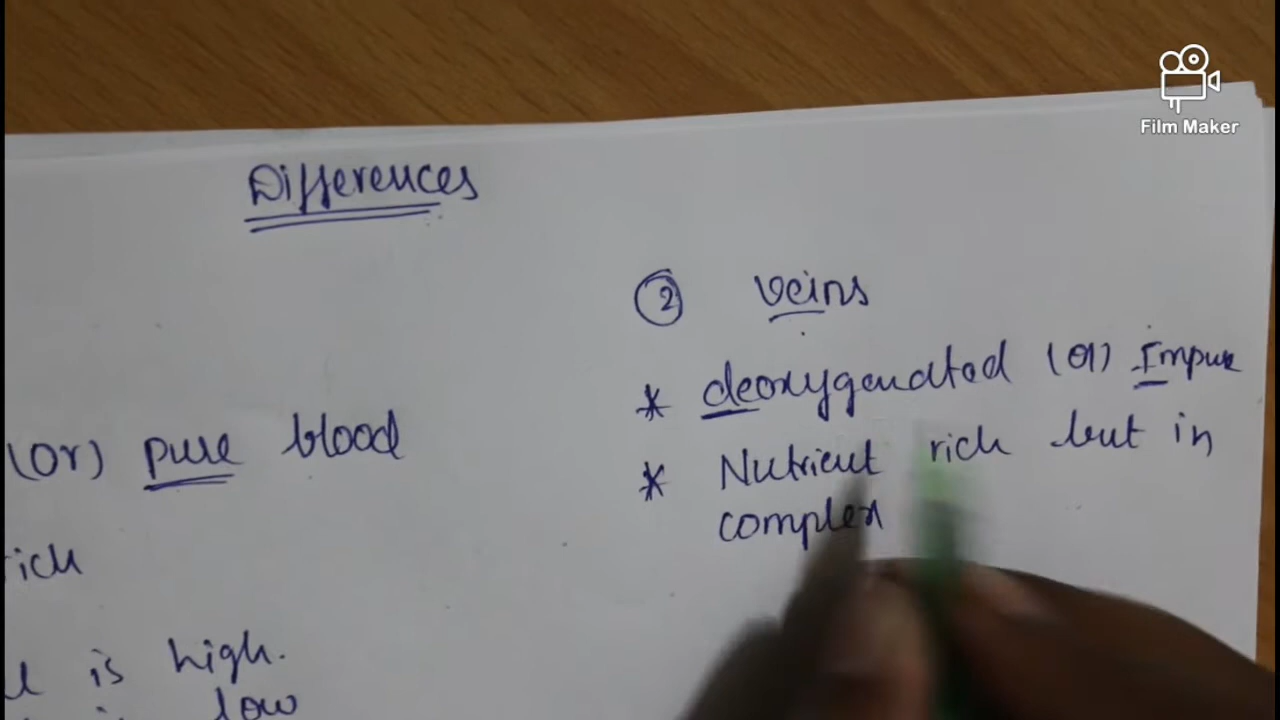 Film Maker
Differences
② Veins
* deoxygenated (or) Impure
(or) pure blood
* Nutrient rich but in
complex
rich
is high.
low